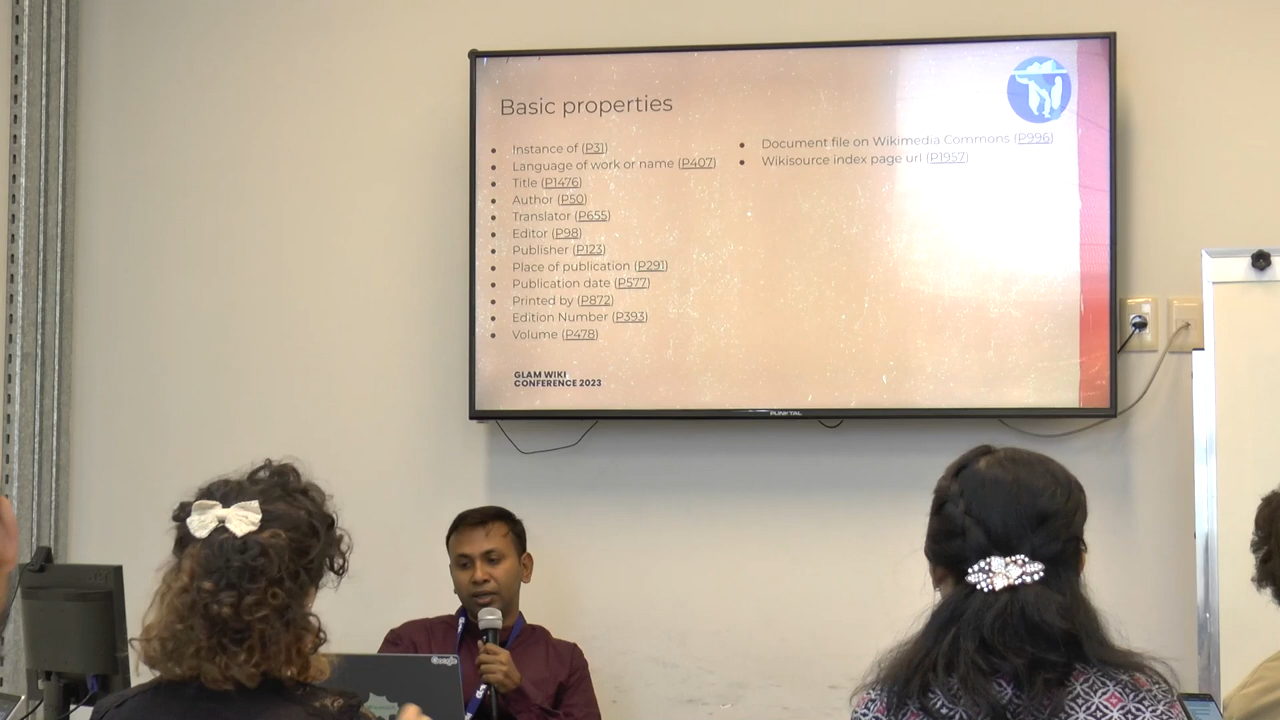 Basic properties
Instance of (P31)
Language of work or name (P407)
Title (P1476)
Author (P50)
Translator (P655)
Editor (P98)
Publisher (P123)
Place of publication (P291)
Publication date (P577)
Printed by (P872)
Edition Number (P393)
Volume (P478)
Document file on Wikimedia Commons (P996)
Wikisource index page url (P1957)
GLAM WIKI
CONFERENCE 2023
PUNKTAL
Google